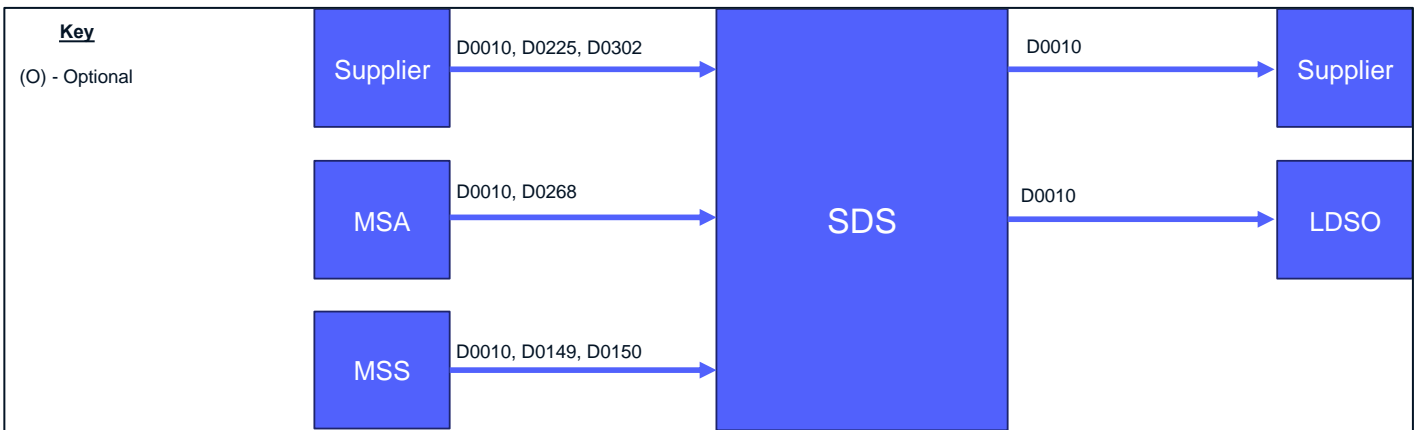 Key
(O) - Optional
Supplier
D0010, D0225, D0302
D0010
Supplier
MSA
D0010, D0268
SDS
D0010
LDSO
MSS
D0010, D0149, D0150